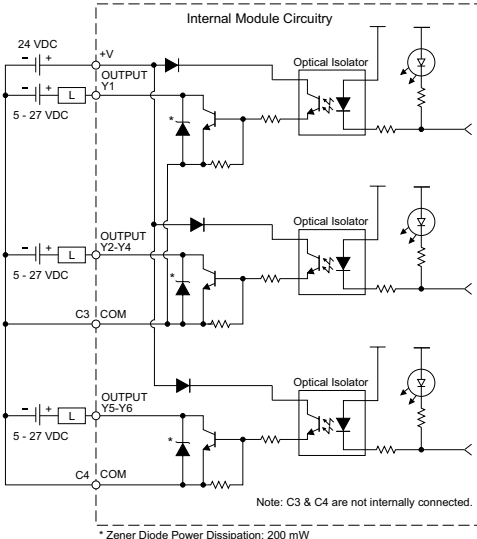 Internal Module Circuitry
24 VDC
- +
+V
Optical Isolator
OUTPUT
Y1
- + L
5 - 27 VDC
*
Optical Isolator
OUTPUT
Y2-Y4
- + L
5 - 27 VDC
*
C3 COM
Optical Isolator
OUTPUT
Y5-Y6
- + L
5 - 27 VDC
*
C4 COM
Note: C3 & C4 are not internally connected.
* Zener Diode Power Dissipation: 200 mW